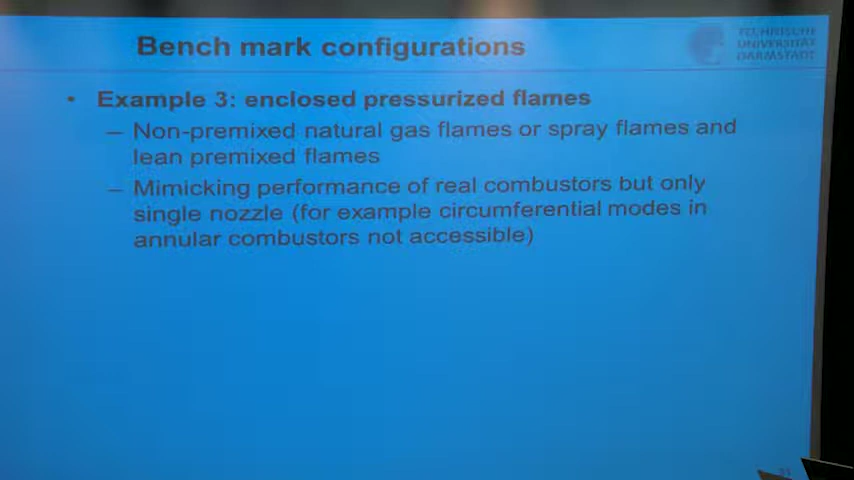 Bench mark configurations
TECHNISCHE
UNIVERSITÄT
DARMSTADT
• Example 3: enclosed pressurized flames
– Non-premixed natural gas flames or spray flames and
lean premixed flames
– Mimicking performance of real combustors but only
single nozzle (for example circumferential modes in
annular combustors not accessible)